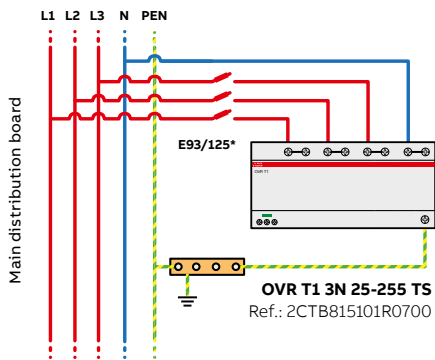 L1 L2 L3 N PEN
Main distribution board
E93/125*
OVR T1
OVR T1 3N 25-255 TS
Ref.: 2CTB815101R0700